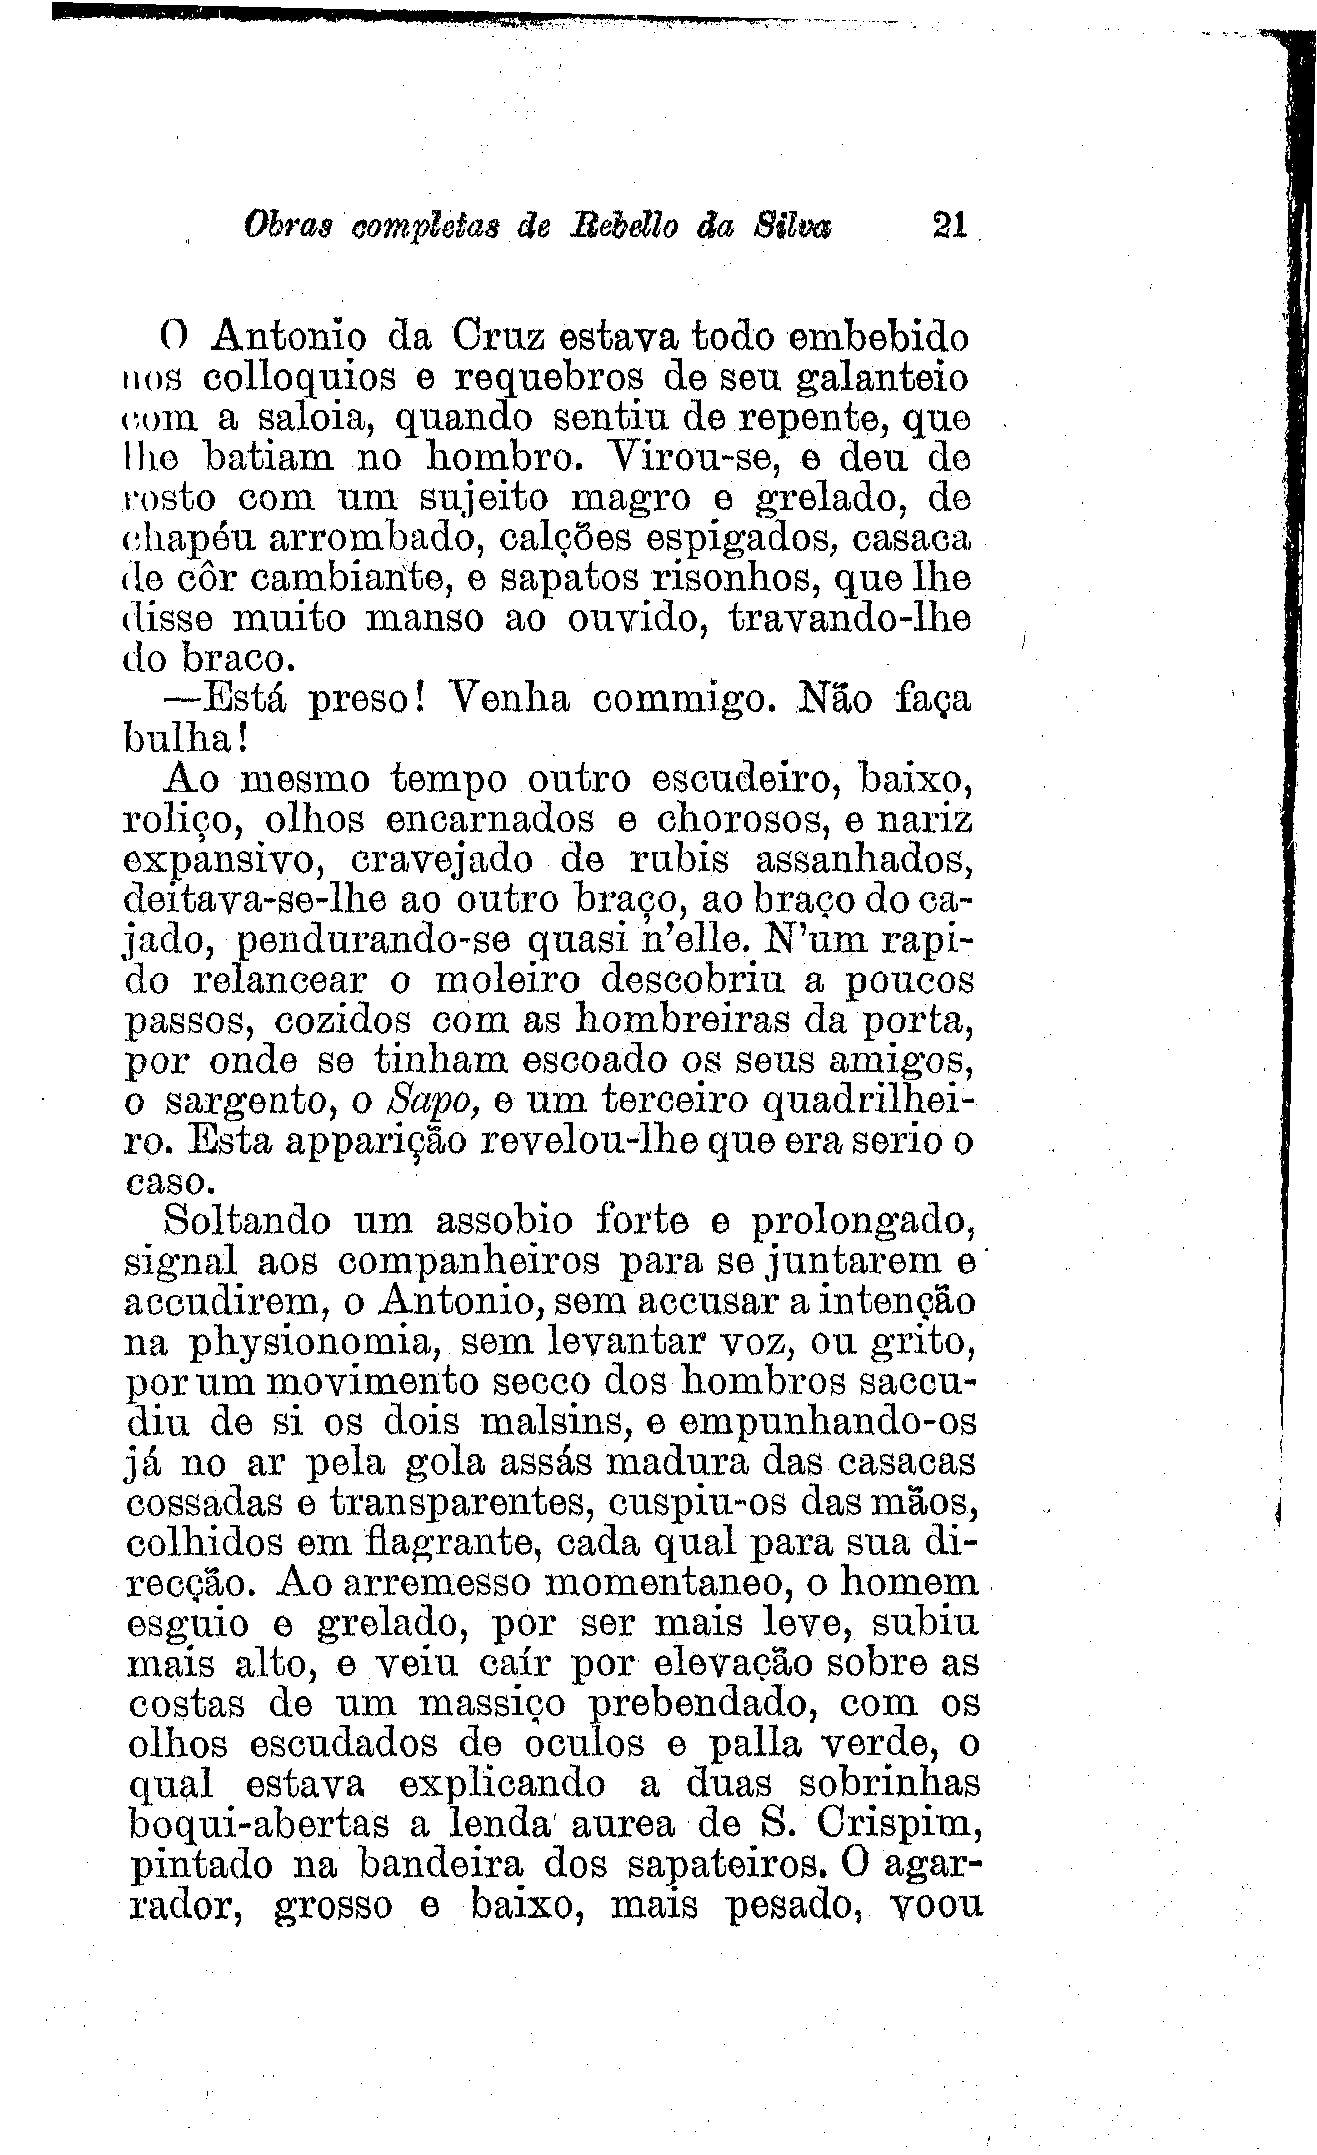 Obras completas de Rebello da Silva 21
O Antonio da Cruz estava todo embebido
nos colloquios e requebros de seu galanteio
com a saloia, quando sentiu de repente, que
lhe batiam no hombro. Virou-se, e deu de
rosto com um sujeito magro e grelado, de
chapéu arrombado, calções espigados, casaca
de côr cambiante, e sapatos risonhos, que lhe
disse muito manso ao ouvido, travando-lhe
do braco.
—Está preso! Venha commigo. Não faça
bulha!
Ao mesmo tempo outro escudeiro, baixo,
roliço, olhos encarnados e chorosos, e nariz
expansivo, cravejado de rubis assanhados,
deitava-se-lhe ao outro braço, ao braço do ca-
jado, pendurando-se quasi n'elle. N'um rapi-
do relancear o moleiro descobriu a poucos
passos, cozidos com as hombreiras da porta,
por onde se tinham escoado os seus amigos,
o sargento, o Sapo, e um terceiro quadrilhei-
ro. Esta apparição revelou-lhe que era serio o
caso.
Soltando um assobio forte e prolongado,
signal aos companheiros para se juntarem e
accudirem, o Antonio, sem accusar a intenção
na physionomia, sem levantar voz, ou grito,
por um movimento secco dos hombros saccu-
diu de si os dois malsins, e empunhando-os
já no ar pela gola assás madura das casacas
cossadas e transparentes, cuspiu-os das mãos,
colhidos em flagrante, cada qual para sua di-
recção. Ao arremesso momentaneo, o homem
esguio e grelado, por ser mais leve, subiu
mais alto, e veiu caír por elevação sobre as
costas de um massiço prebendado, com os
olhos escudados de oculos e palla verde, o
qual estava explicando a duas sobrinhas
boqui-abertas a lenda aurea de S. Crispim,
pintado na bandeira dos sapateiros. O agar-
rador, grosso e baixo, mais pesado, voou